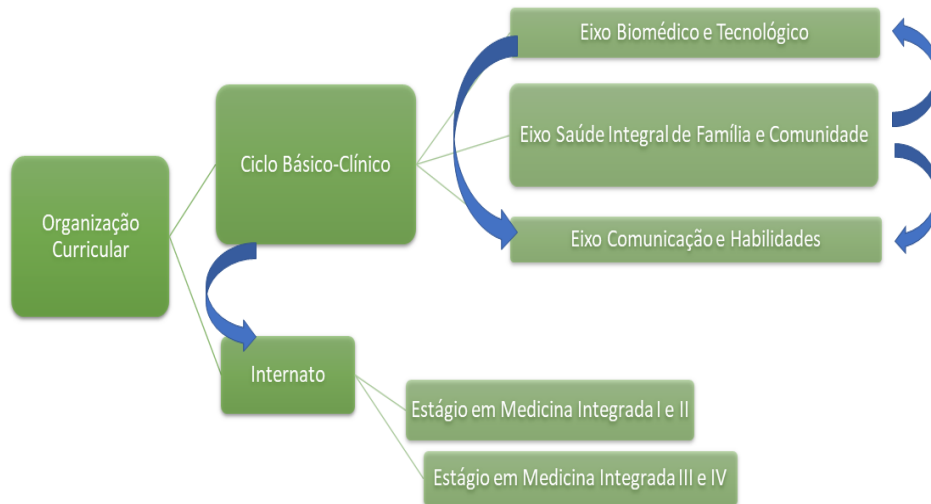 Eixo Biomédico e Tecnológico
Eixo Saúde Integral de Família e Comunidade
Ciclo Básico-Clínico
Organização
Curricular
Eixo Comunicação e Habilidades
Internato
Estágio em Medicina Integrada I e II
Estágio em Medicina Integrada III e IV